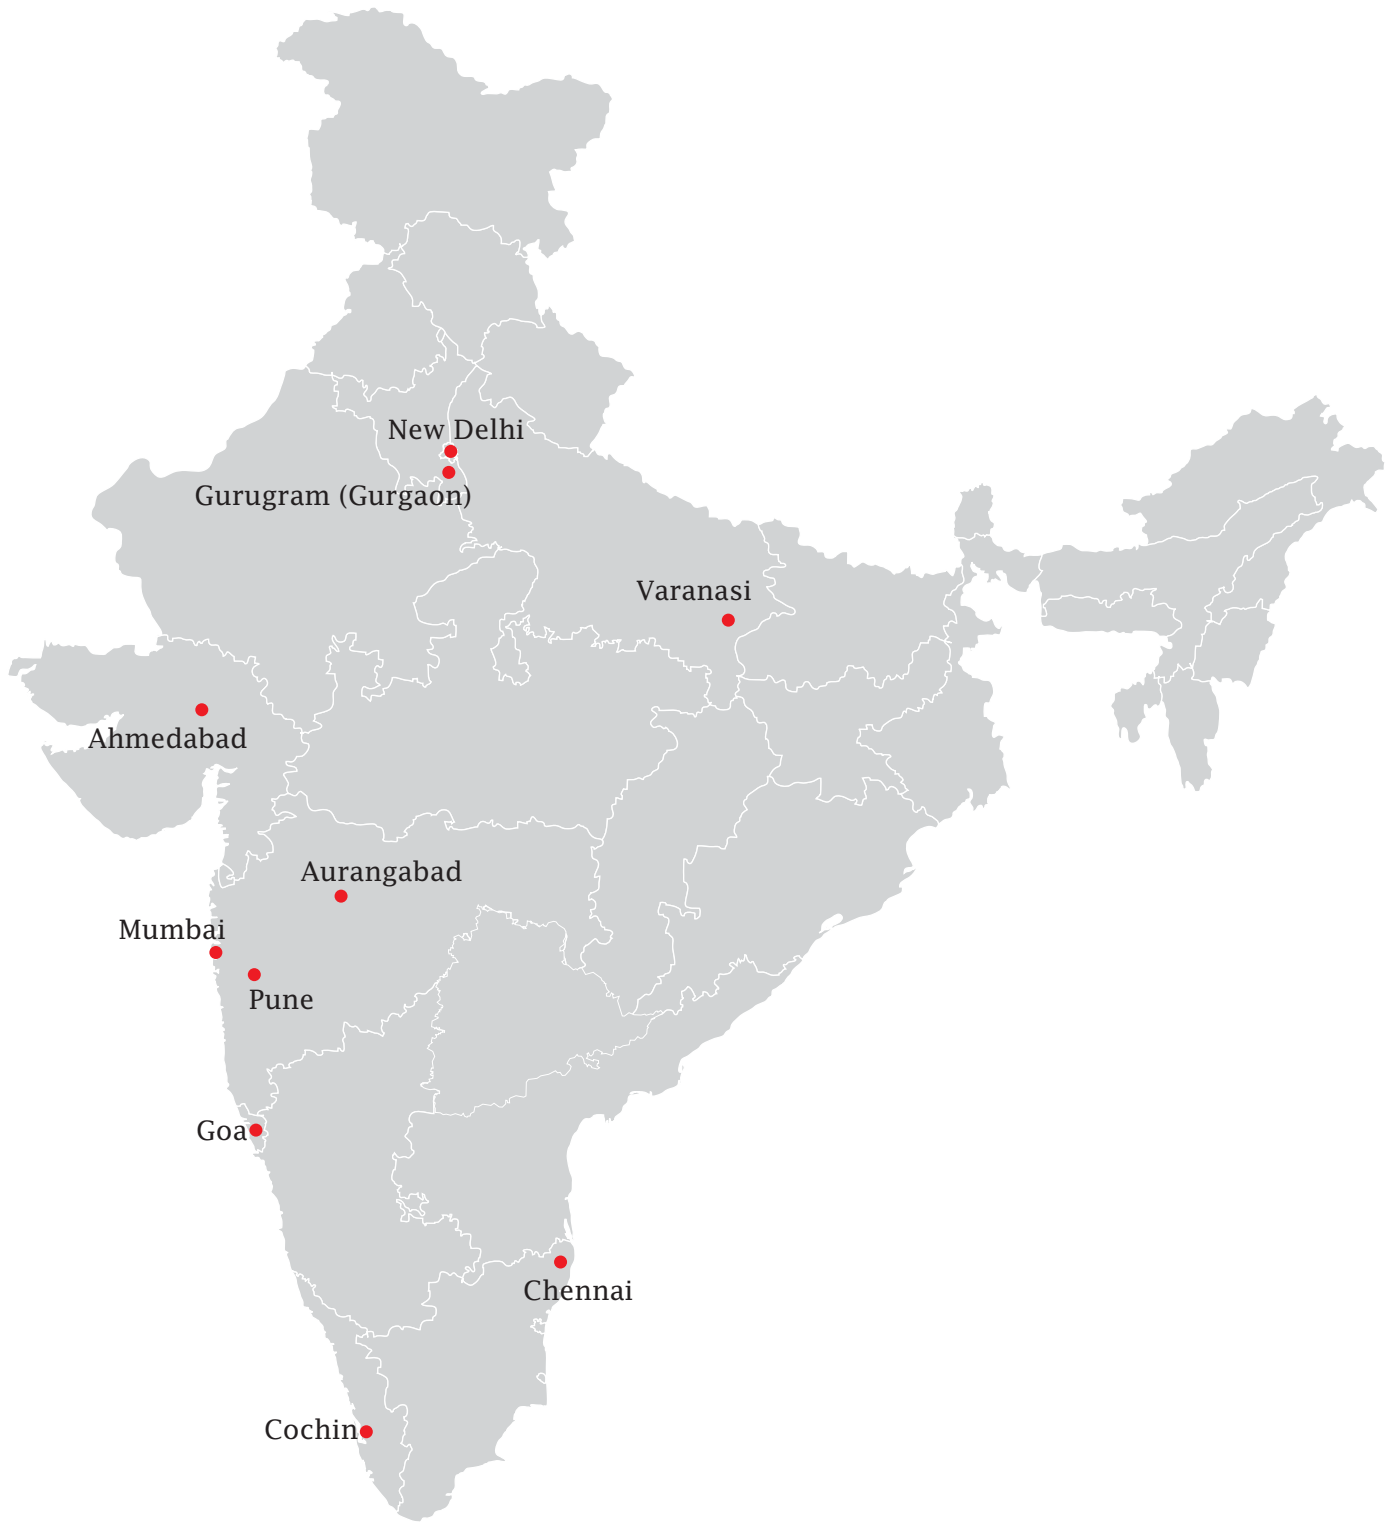 New Delhi
Gurugram (Gurgaon)
Varanasi
Ahmedabad
Aurangabad
Mumbai
Pune
Goa
Chennai
Cochin